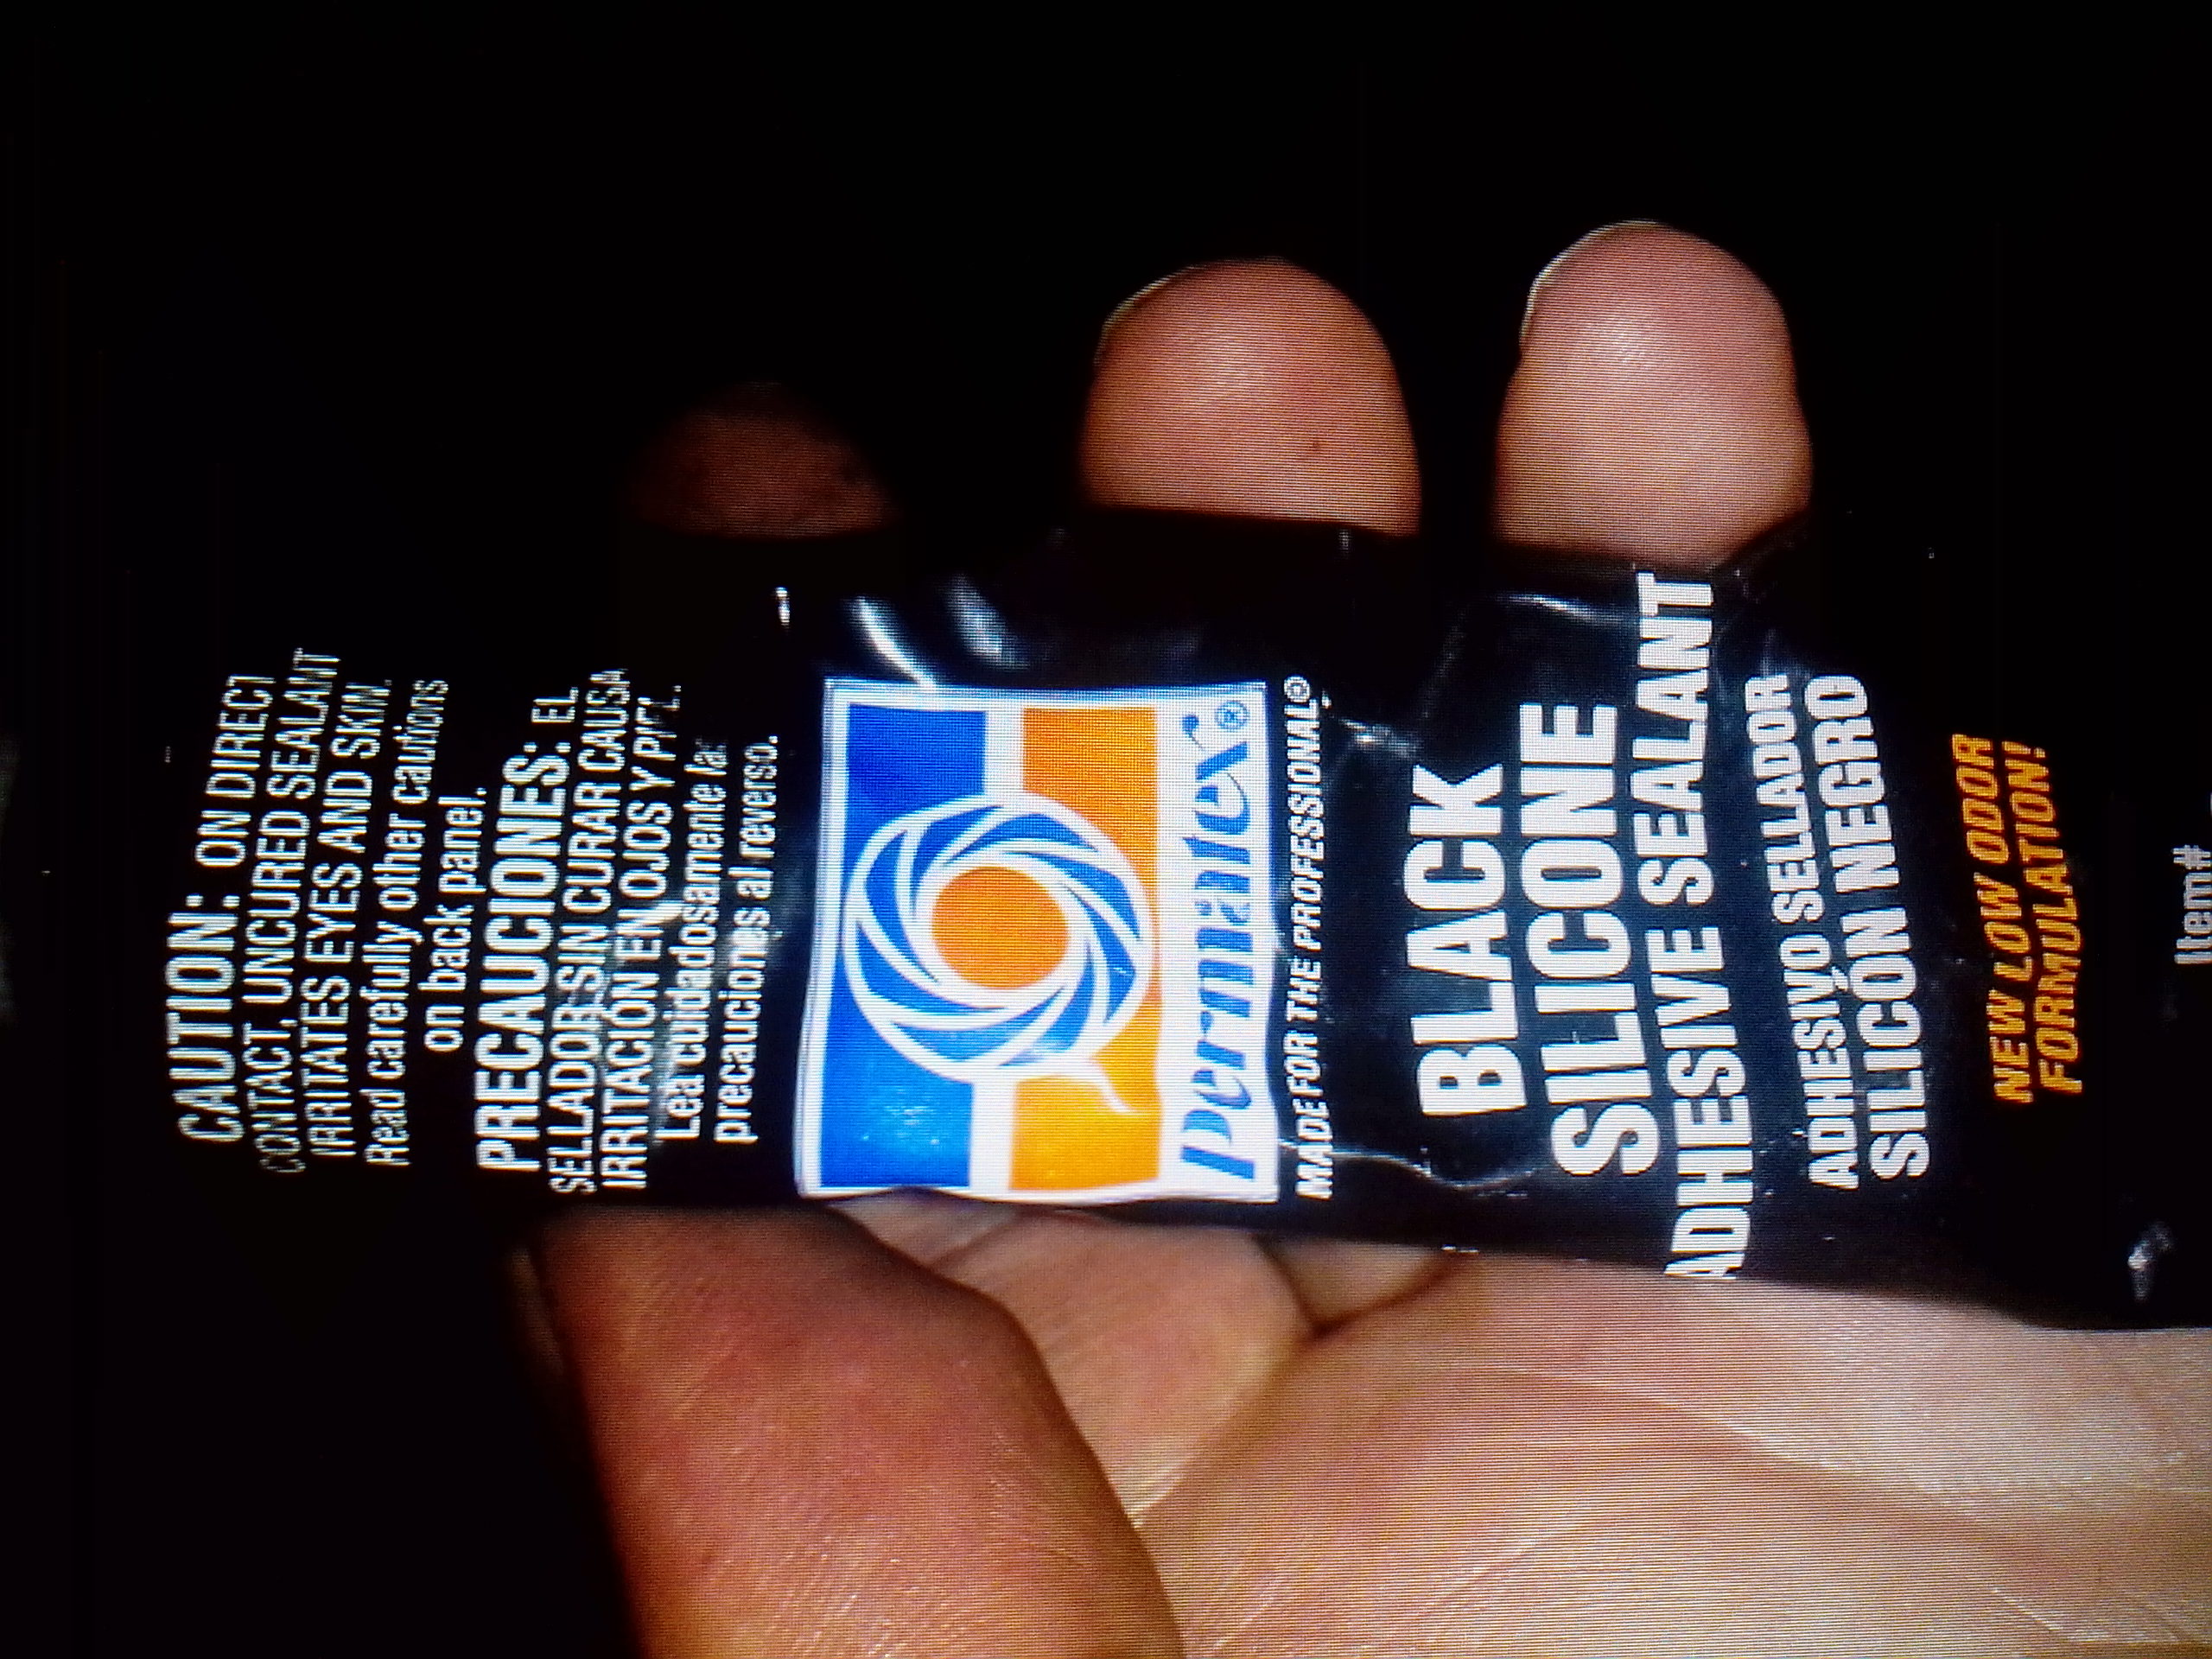 CAUTION: ON DIRECT
CONTACT, UNCURED SEALANT
IRRITATES EYES AND SKIN.
Read carefully other cautions
on back panel.
PRECAUCIONES: EL
SELLADOR SIN CURAR CAUSA
IRRITACIÓN EN OJOS Y PIEL.
Lea cuidadosamente las
precauciones al reverso.
Permatex®
MADE FOR THE PROFESSIONAL®
BLACK
SILICONE
ADHESIVE SEALANT
ADHESIVO SELLADOR
SILICON NEGRO
NEW LOW ODOR
FORMULATION!
Item#